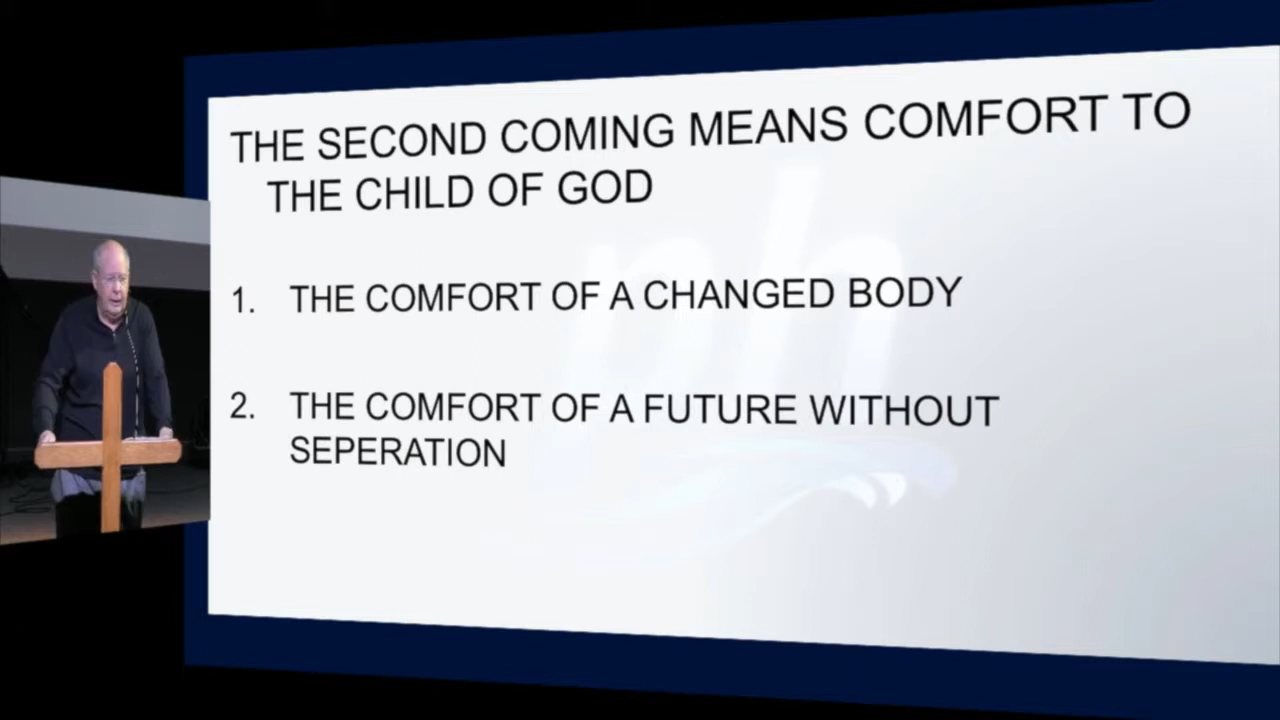 THE SECOND COMING MEANS COMFORT TO
THE CHILD OF GOD
1. THE COMFORT OF A CHANGED BODY
2. THE COMFORT OF A FUTURE WITHOUT
SEPERATION
ph